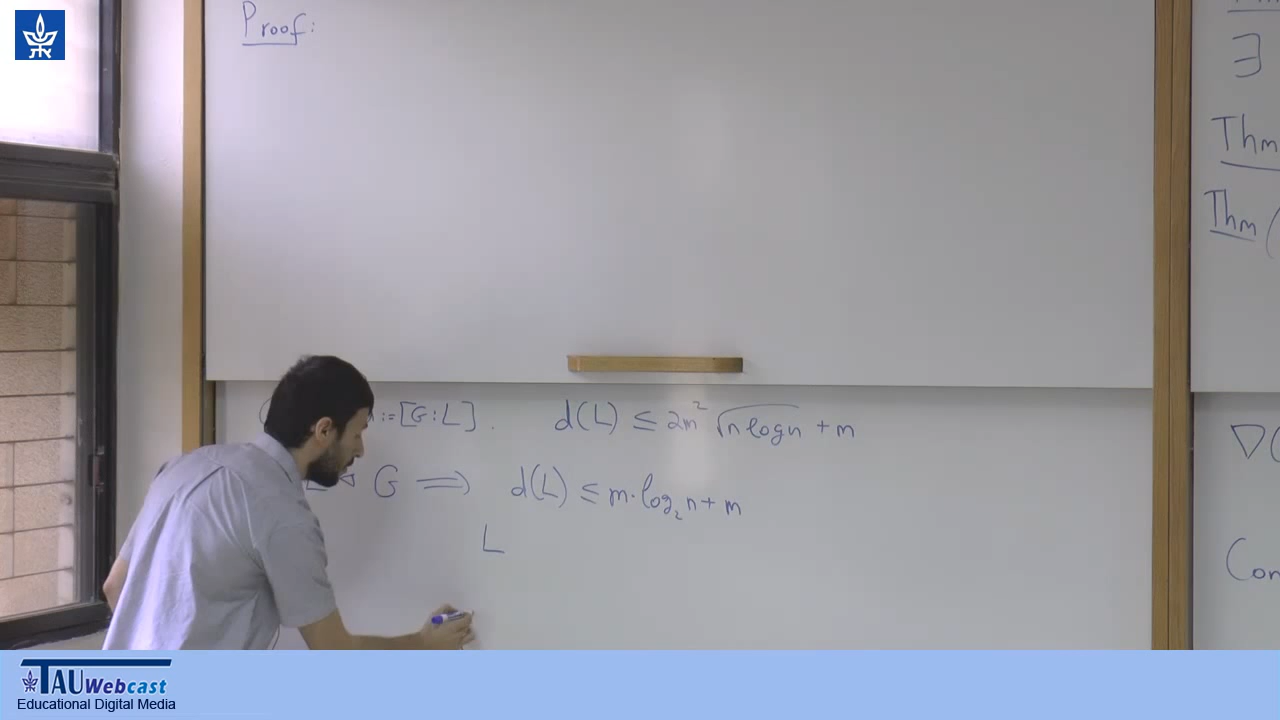 Proof:
:=[G:L]. d(L) ≤ 2m² √n log n + m
◁ G ⟹ d(L) ≤ m·log₂ n + m
L
∃
Thm
Thm (
∇(
Con
TAU Webcast
Educational Digital Media